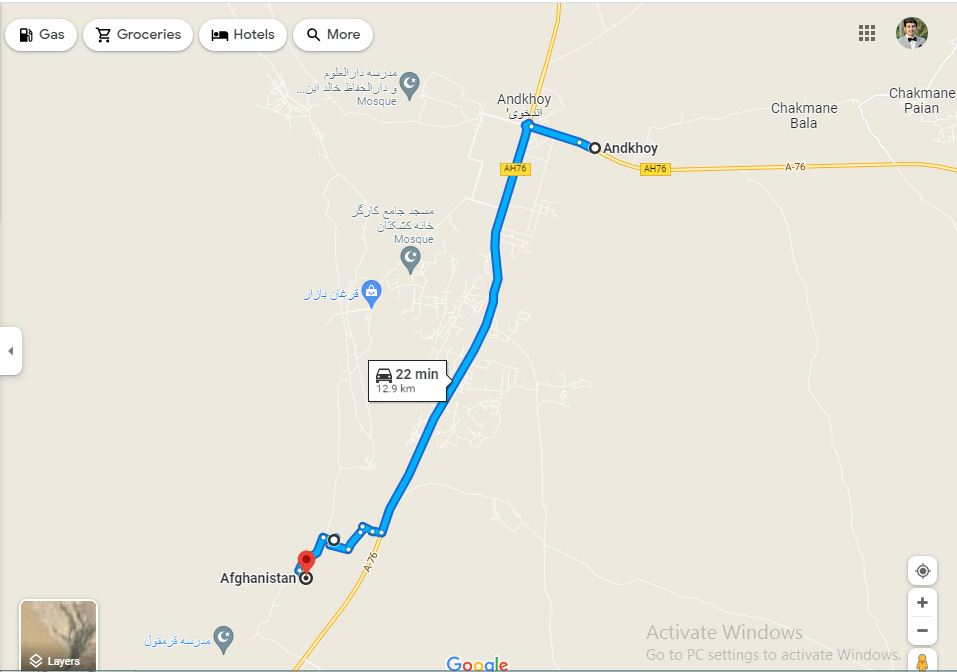 Gas
Groceries
Hotels
More
مدرسه دارالعلوم
و دارالحفاظ خالد ابن...
Mosque
Andkhoy
اندخوی'
Chakmane
Bala
Chakmane
Paian
Andkhoy
AH76
AH76
A-76
مسجد جامع کارگر
خانه کشکتان
Mosque
قرغان بازار
22 min
12.9 km
A-76
Afghanistan
مدرسه قرمقول
Layers
Activate Windows
Go to PC settings to activate Windows.
Google